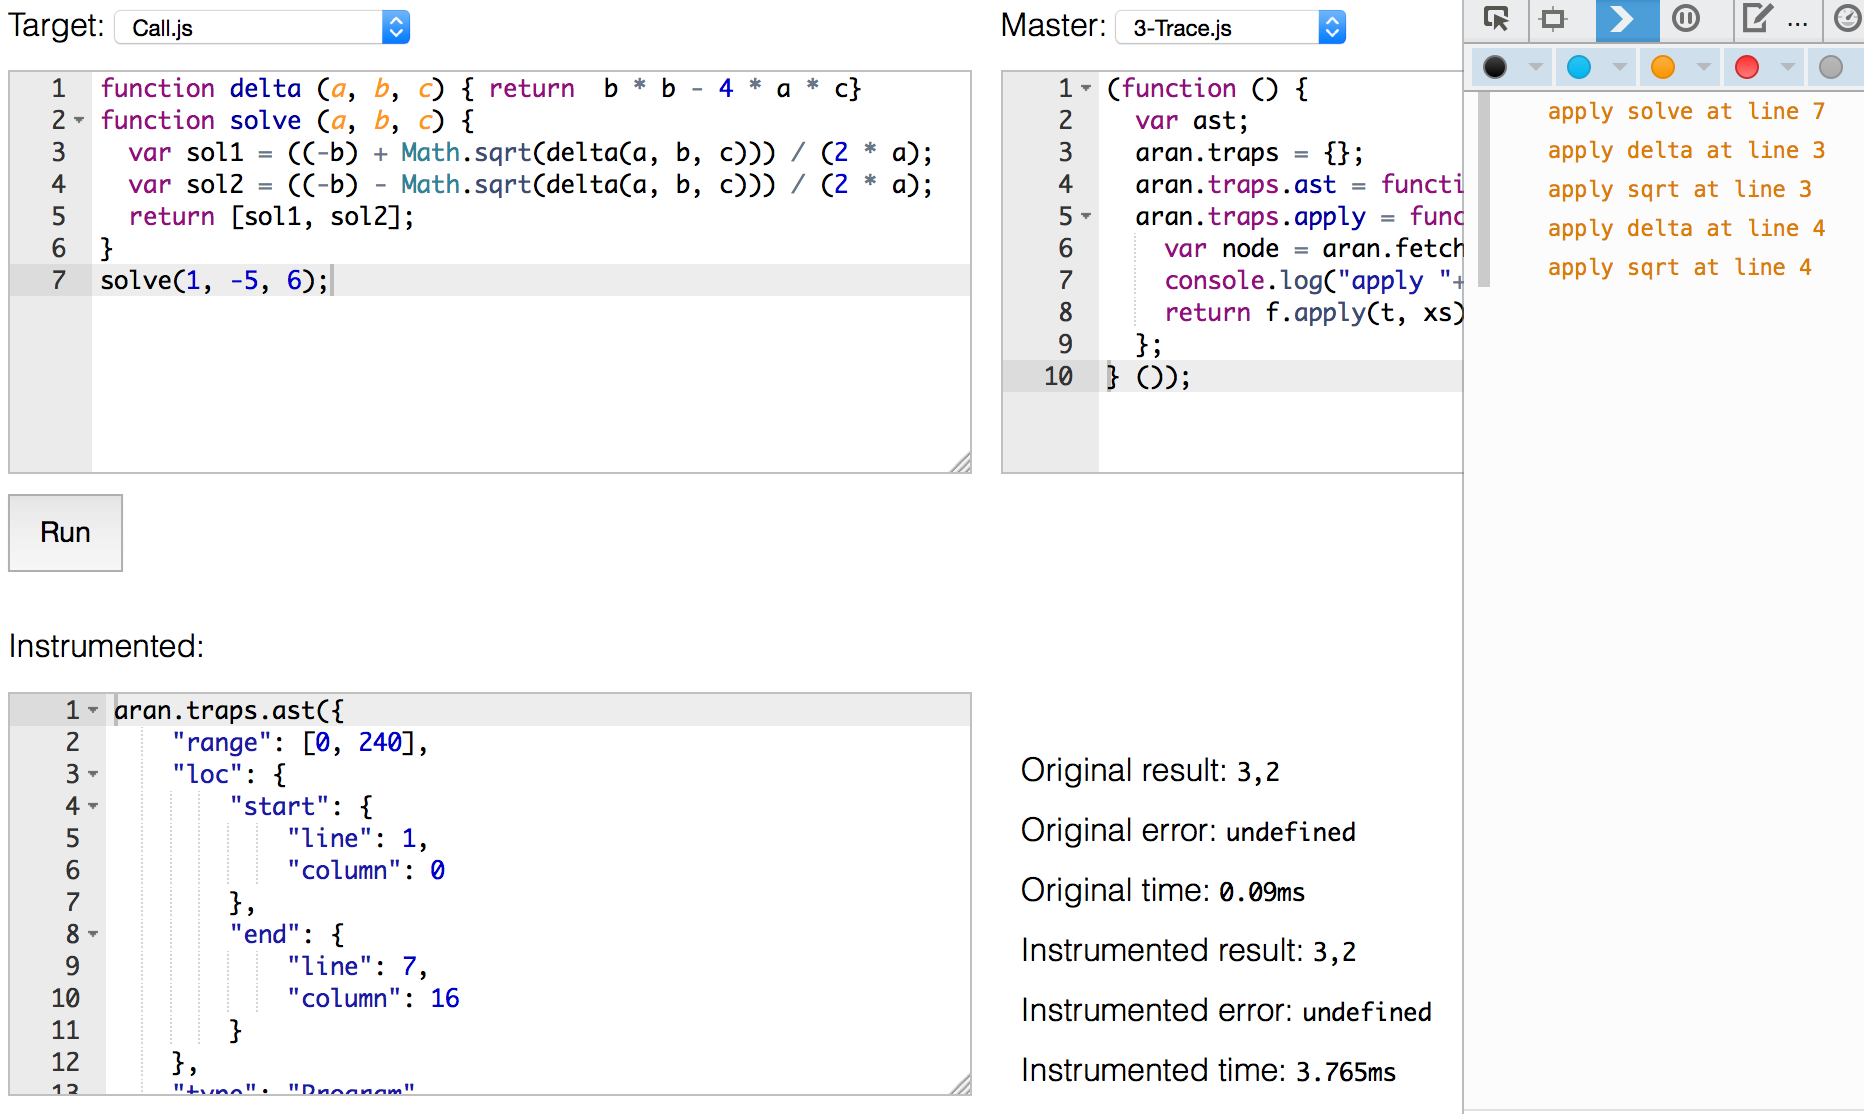 Target: Call.js
1 function delta (a, b, c) { return  b * b - 4 * a * c}
2 function solve (a, b, c) {
3   var sol1 = ((-b) + Math.sqrt(delta(a, b, c))) / (2 * a);
4   var sol2 = ((-b) - Math.sqrt(delta(a, b, c))) / (2 * a);
5   return [sol1, sol2];
6 }
7 solve(1, -5, 6);
Run
Master: 3-Trace.js
1 (function () {
2   var ast;
3   aran.traps = {};
4   aran.traps.ast = functi
5   aran.traps.apply = func
6     var node = aran.fetch
7     console.log("apply "+
8     return f.apply(t, xs)
9   };
10 } ());
...
apply solve at line 7
apply delta at line 3
apply sqrt at line 3
apply delta at line 4
apply sqrt at line 4
Instrumented:
1 aran.traps.ast({
2     "range": [0, 240],
3     "loc": {
4         "start": {
5             "line": 1,
6             "column": 0
7         },
8         "end": {
9             "line": 7,
10             "column": 16
11         }
12     },
13     "type": "Program"
Original result: 3,2
Original error: undefined
Original time: 0.09ms
Instrumented result: 3,2
Instrumented error: undefined
Instrumented time: 3.765ms